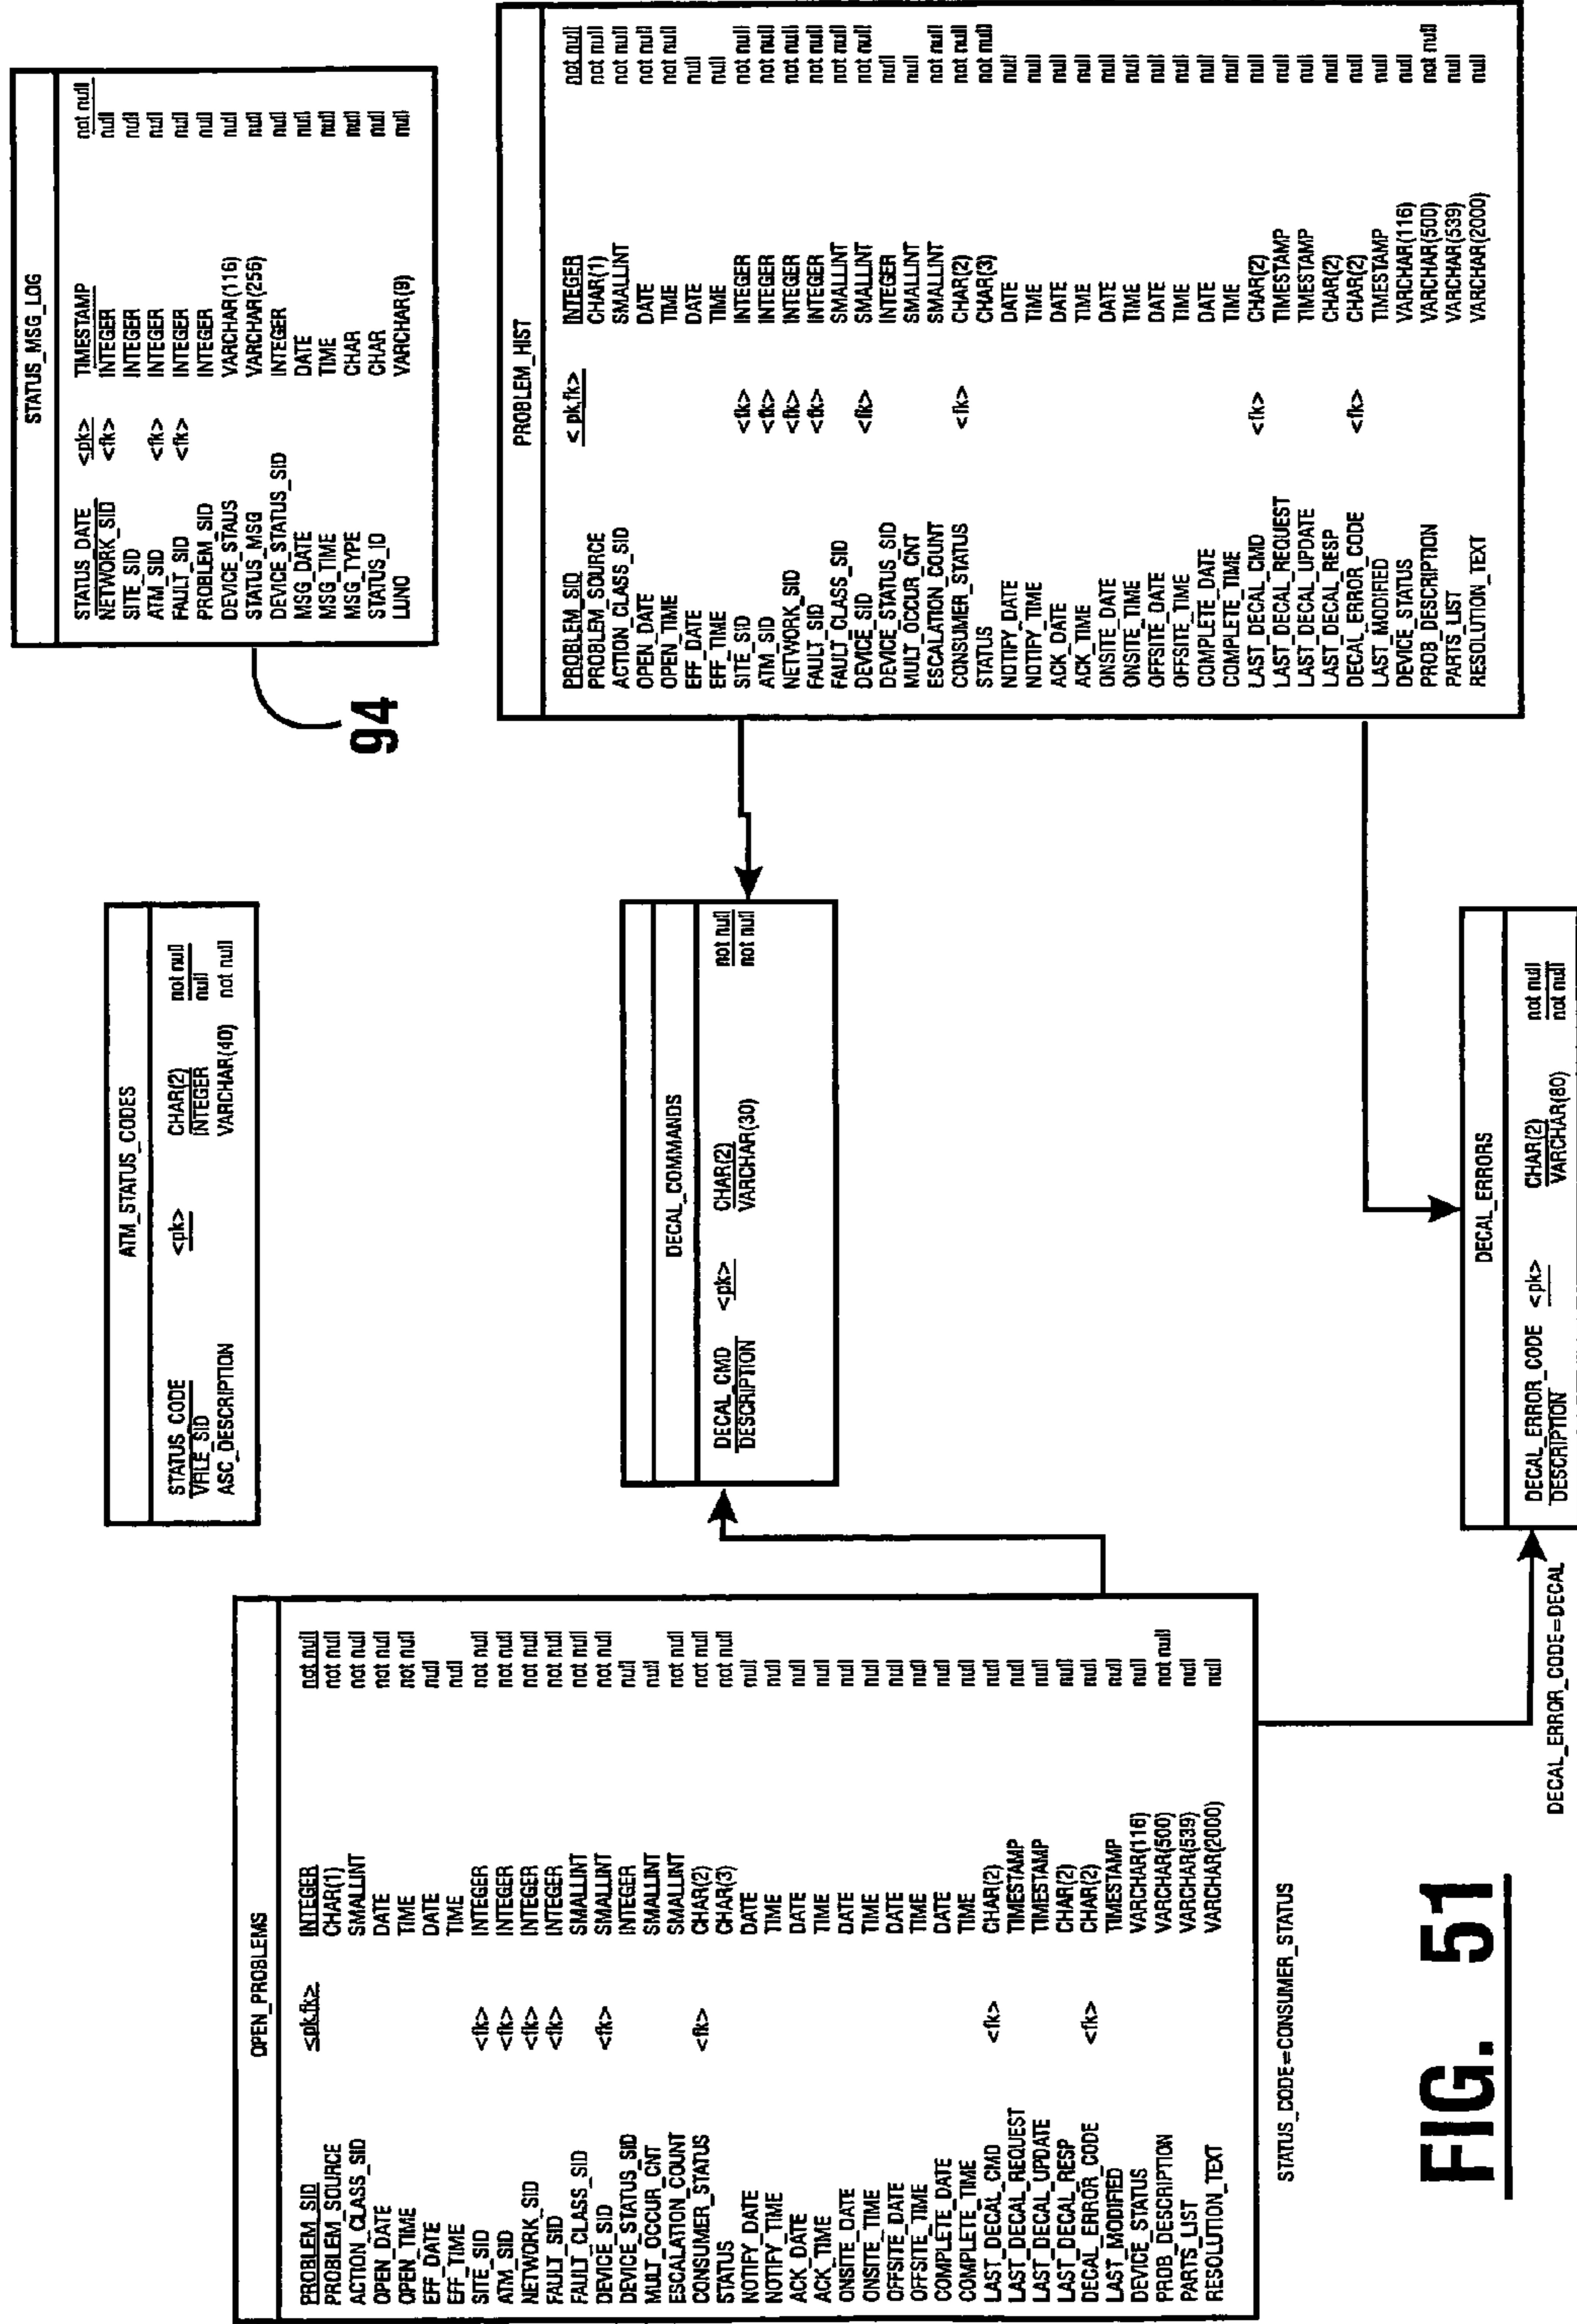 OPEN_PROBLEMS
PROBLEM_SID <pk,fk> INTEGER not null
PROBLEM_SOURCE CHAR(1) not null
ACTION_CLASS_SID SMALLINT not null
OPEN_DATE DATE not null
OPEN_TIME TIME not null
EFF_DATE DATE null
EFF_TIME TIME null
SITE_SID <fk> INTEGER not null
ATM_SID <fk> INTEGER not null
NETWORK_SID <fk> INTEGER not null
FAULT_SID <fk> INTEGER not null
FAULT_CLASS_SID SMALLINT not null
DEVICE_SID <fk> SMALLINT not null
DEVICE_STATUS_SID INTEGER null
MULT_OCCUR_CNT SMALLINT null
ESCALATION_COUNT SMALLINT not null
CONSUMER_STATUS <fk> CHAR(2) not null
STATUS CHAR(3) not null
NOTIFY_DATE DATE null
NOTIFY_TIME TIME null
ACK_DATE DATE null
ACK_TIME TIME null
ONSITE_DATE DATE null
ONSITE_TIME TIME null
OFFSITE_DATE DATE null
OFFSITE_TIME TIME null
COMPLETE_DATE DATE null
COMPLETE_TIME TIME null
LAST_DECAL_CMD <fk> CHAR(2) null
LAST_DECAL_REQUEST TIMESTAMP null
LAST_DECAL_UPDATE TIMESTAMP null
LAST_DECAL_RESP CHAR(2) null
DECAL_ERROR_CODE <fk> CHAR(2) null
LAST_MODIFIED TIMESTAMP null
DEVICE_STATUS VARCHAR(116) null
PROB_DESCRIPTION VARCHAR(500) not null
PARTS_LIST VARCHAR(539) null
RESOLUTION_TEXT VARCHAR(2000) null
STATUS_CODE=CONSUMER_STATUS
FIG. 51
ATM_STATUS_CODES
STATUS_CODE <pk> CHAR(2) not null
VRLE_SID INTEGER null
ASC_DESCRIPTION VARCHAR(40) not null
DECAL_COMMANDS
DECAL_CMD <pk> CHAR(2) not null
DESCRIPTION VARCHAR(30) not null
DECAL_ERRORS
DECAL_ERROR_CODE <pk> CHAR(2) not null
DESCRIPTION VARCHAR(80) not null
DECAL_ERROR_CODE=DECAL
STATUS_MSG_LOG
STATUS_DATE <pk> TIMESTAMP not null
NETWORK_SID <fk> INTEGER null
SITE_SID INTEGER null
ATM_SID <fk> INTEGER null
FAULT_SID <fk> INTEGER null
PROBLEM_SID INTEGER null
DEVICE_STAUS VARCHAR(116) null
STATUS_MSG VARCHAR(256) null
DEVICE_STATUS_SID INTEGER null
MSG_DATE DATE null
MSG_TIME TIME null
MSG_TYPE CHAR null
STATUS_ID CHAR null
LUNO VARCHAR(9) null
94
PROBLEM_HIST
PROBLEM_SID < pk,fk> INTEGER not null
PROBLEM_SOURCE CHAR(1) not null
ACTION_CLASS_SID SMALLINT not null
OPEN_DATE DATE not null
OPEN_TIME TIME not null
EFF_DATE DATE null
EFF_TIME TIME null
SITE_SID <fk> INTEGER not null
ATM_SID <fk> INTEGER not null
NETWORK_SID <fk> INTEGER not null
FAULT_SID <fk> INTEGER not null
FAULT_CLASS_SID SMALLINT not null
DEVICE_SID <fk> SMALLINT not null
DEVICE_STATUS_SID INTEGER null
MULT_OCCUR_CNT SMALLINT null
ESCALATION_COUNT SMALLINT not null
CONSUMER_STATUS <fk> CHAR(2) not null
STATUS CHAR(3) not null
NOTIFY_DATE DATE null
NOTIFY_TIME TIME null
ACK_DATE DATE null
ACK_TIME TIME null
ONSITE_DATE DATE null
ONSITE_TIME TIME null
OFFSITE_DATE DATE null
OFFSITE_TIME TIME null
COMPLETE_DATE DATE null
COMPLETE_TIME TIME null
LAST_DECAL_CMD <fk> CHAR(2) null
LAST_DECAL_REQUEST TIMESTAMP null
LAST_DECAL_UPDATE TIMESTAMP null
LAST_DECAL_RESP CHAR(2) null
DECAL_ERROR_CODE <fk> CHAR(2) null
LAST_MODIFIED TIMESTAMP null
DEVICE_STATUS VARCHAR(116) null
PROB_DESCRIPTION VARCHAR(500) not null
PARTS_LIST VARCHAR(539) null
RESOLUTION_TEXT VARCHAR(2000) null